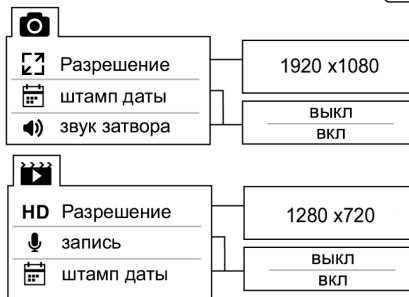 Разрешение
1920 x1080
штамп даты
выкл
звук затвора
вкл
HD Разрешение
1280 x720
запись
выкл
штамп даты
вкл